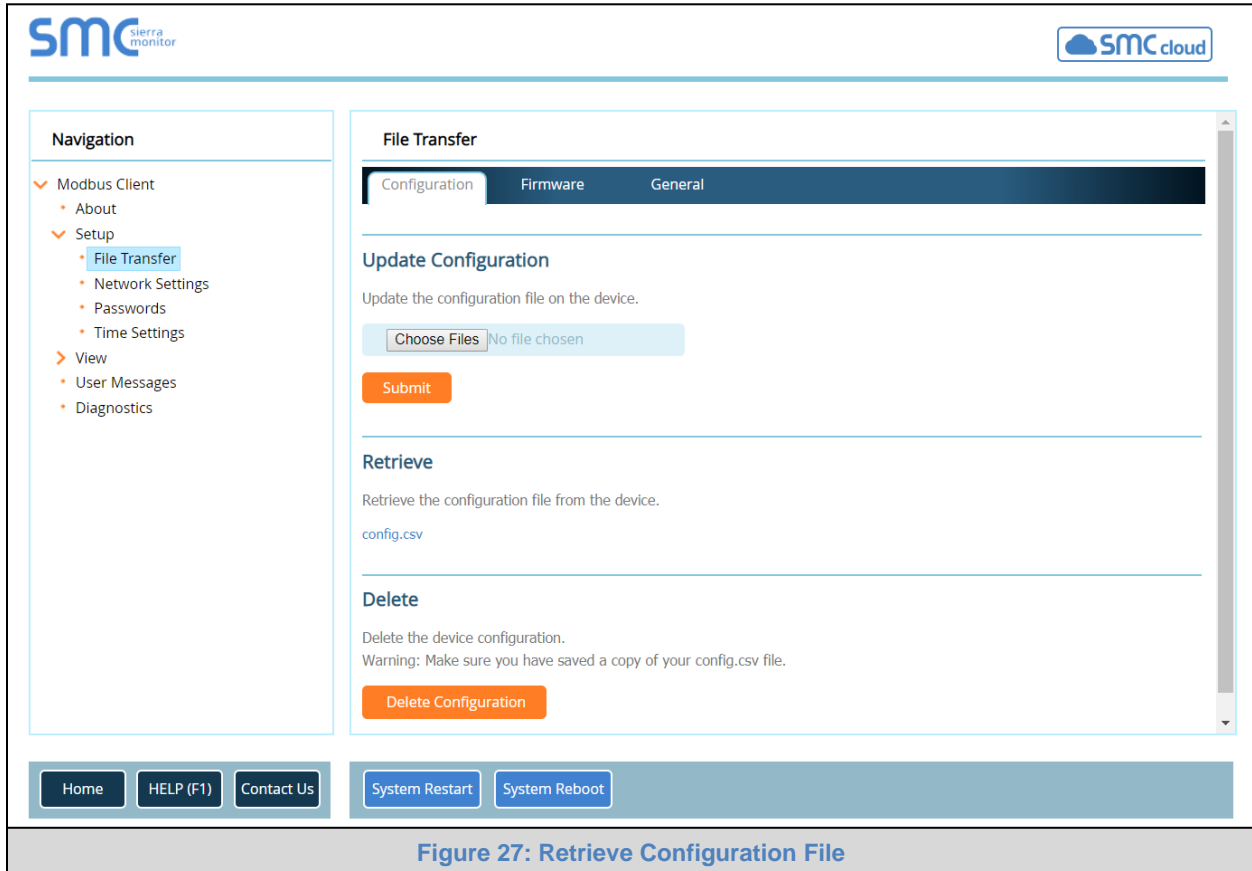 SMC sierra monitor
SMC cloud
Navigation
Modbus Client
About
Setup
File Transfer
Network Settings
Passwords
Time Settings
View
User Messages
Diagnostics
File Transfer
Configuration Firmware General
Update Configuration
Update the configuration file on the device.
Choose Files No file chosen
Submit
Retrieve
Retrieve the configuration file from the device.
config.csv
Delete
Delete the device configuration.
Warning: Make sure you have saved a copy of your config.csv file.
Delete Configuration
Home HELP (F1) Contact Us System Restart System Reboot
Figure 27: Retrieve Configuration File